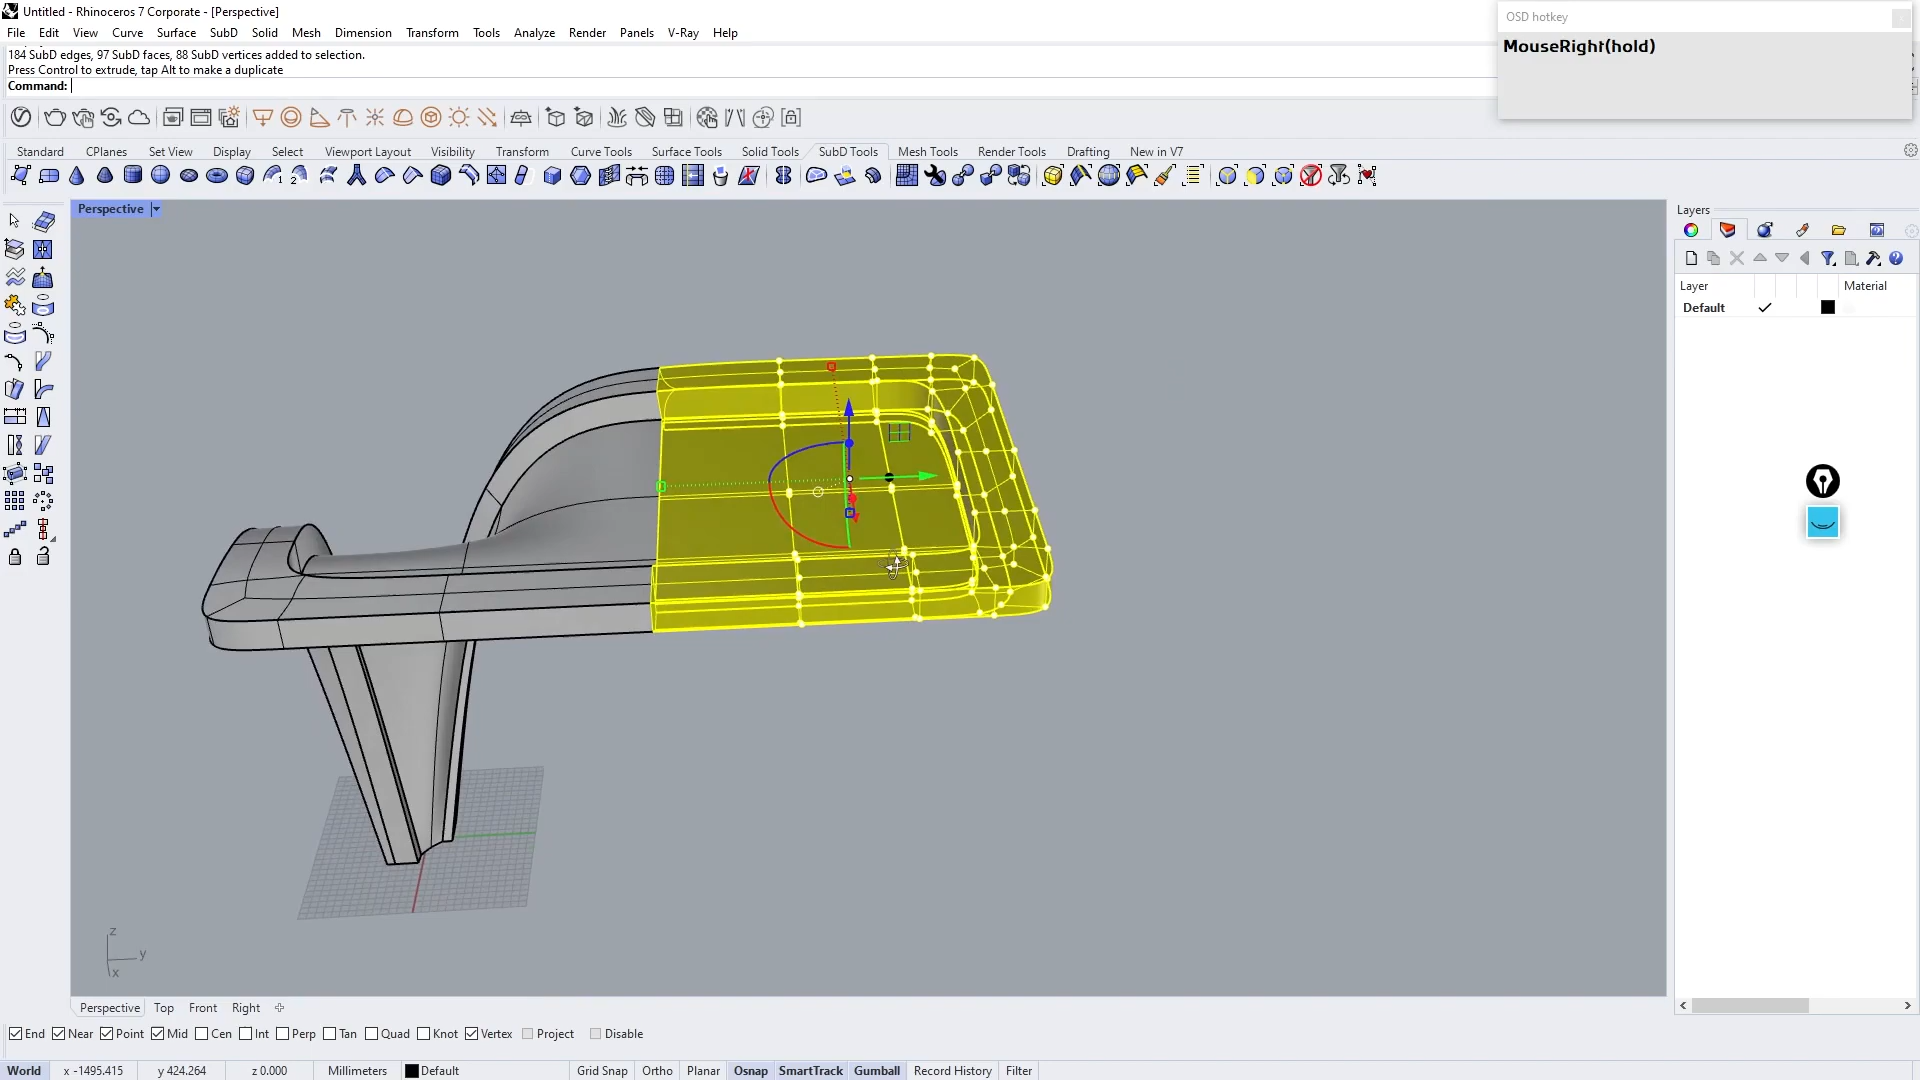 Untitled - Rhinoceros 7 Corporate - [Perspective]
OSD hotkey
File Edit View Curve Surface SubD Solid Mesh Dimension Transform Tools Analyze Render Panels V-Ray Help
MouseRight(hold)
184 SubD edges, 97 SubD faces, 88 SubD vertices added to selection.
Press Control to extrude, tap Alt to make a duplicate
Command:
Standard CPlanes Set View Display Select Viewport Layout Visibility Transform Curve Tools Surface Tools Solid Tools SubD Tools Mesh Tools Render Tools Drafting New in V7
Perspective
Layers
Layer Material
Default
z
y
x
Perspective Top Front Right
End Near Point Mid Cen Int Perp Tan Quad Knot Vertex Project Disable
World x -1495.415 y 424.264 z 0.000 Millimeters Default Grid Snap Ortho Planar Osnap SmartTrack Gumball Record History Filter